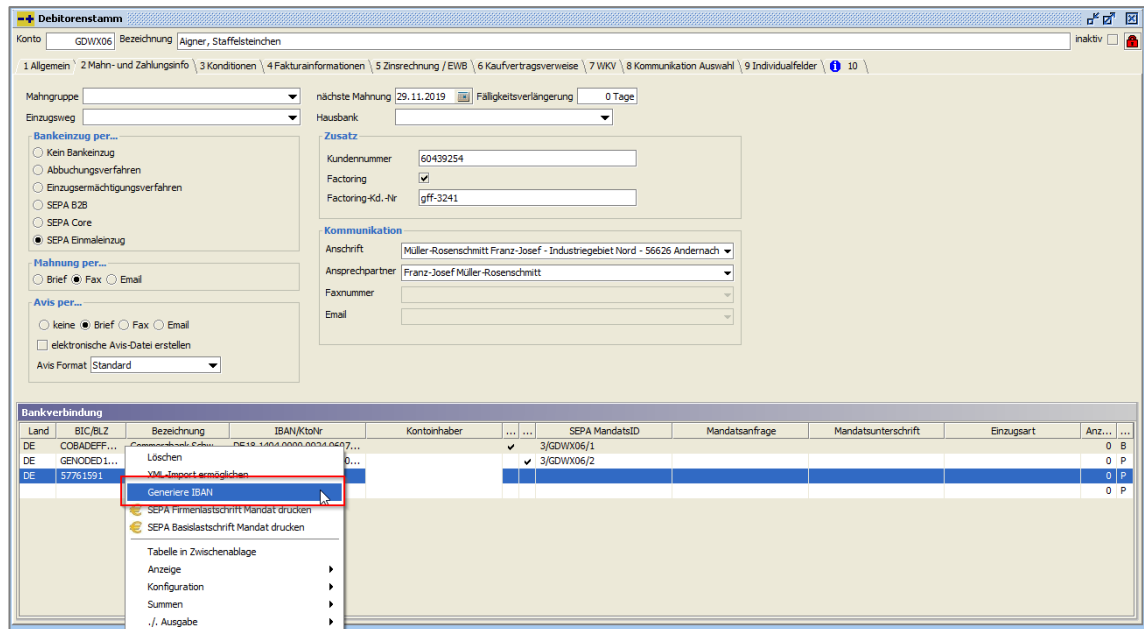 Debitorenstamm
Konto GDWX06 Bezeichnung Aigner, Staffelsteinchen inaktiv
1 Allgemein 2 Mahn- und Zahlungsinfo 3 Konditionen 4 Fakturainformationen 5 Zinsrechnung / EWB 6 Kaufvertragsverweise 7 WKV 8 Kommunikation Auswahl 9 Individualfelder 10
Mahngruppe nächste Mahnung 29.11.2019 Fälligkeitsverlängerung 0 Tage
Einzugsweg Hausbank
Bankeinzug per...
Kein Bankeinzug
Abbuchungsverfahren
Einzugsermächtigungsverfahren
SEPA B2B
SEPA Core
SEPA Einmaleinzug
Mahnung per...
Brief Fax Email
Avis per...
keine Brief Fax Email
elektronische Avis-Datei erstellen
Avis Format Standard
Zusatz
Kundennummer 60439254
Factoring
Factoring-Kd.-Nr gff-3241
Kommunikation
Anschrift Müller-Rosenschmitt Franz-Josef - Industriegebiet Nord - 56626 Andernach
Ansprechpartner Franz-Josef Müller-Rosenschmitt
Faxnummer
Email
Bankverbindung
Land BIC/BLZ Bezeichnung IBAN/KtoNr Kontoinhaber ... ... SEPA MandatsID Mandatsanfrage Mandatsunterschrift Einzugsart Anz... ...
DE COBADEFF... 3/GDWX06/1 0 B
DE GENODED1... 0... 3/GDWX06/2 0 P
DE 57761591 0 P
0 P
Löschen
XML-Import ermöglichen
Generiere IBAN
SEPA Firmenlastschrift Mandat drucken
SEPA Basislastschrift Mandat drucken
Tabelle in Zwischenablage
Anzeige
Konfiguration
Summen
./. Ausgabe